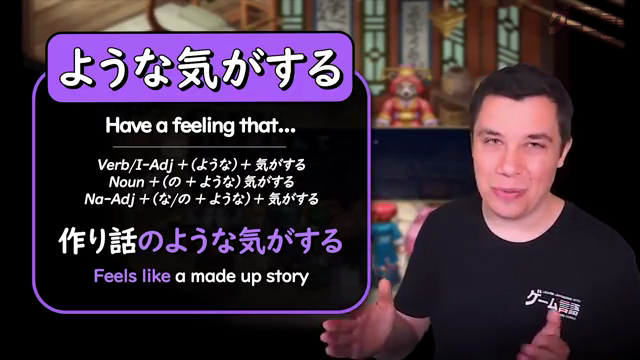 ような気がする
Have a feeling that...
Verb/I-Adj +（ような）+ 気がする
Noun +（の + ような）気がする
Na-Adj +（な/の + ような）+ 気がする
作り話のような気がする
Feels like a made up story
ゲーム言語